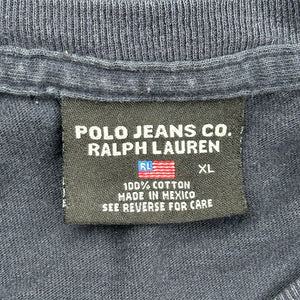 POLO JEANS CO.
RALPH LAUREN
RL XL
100% COTTON
MADE IN MEXICO
SEE REVERSE FOR CARE